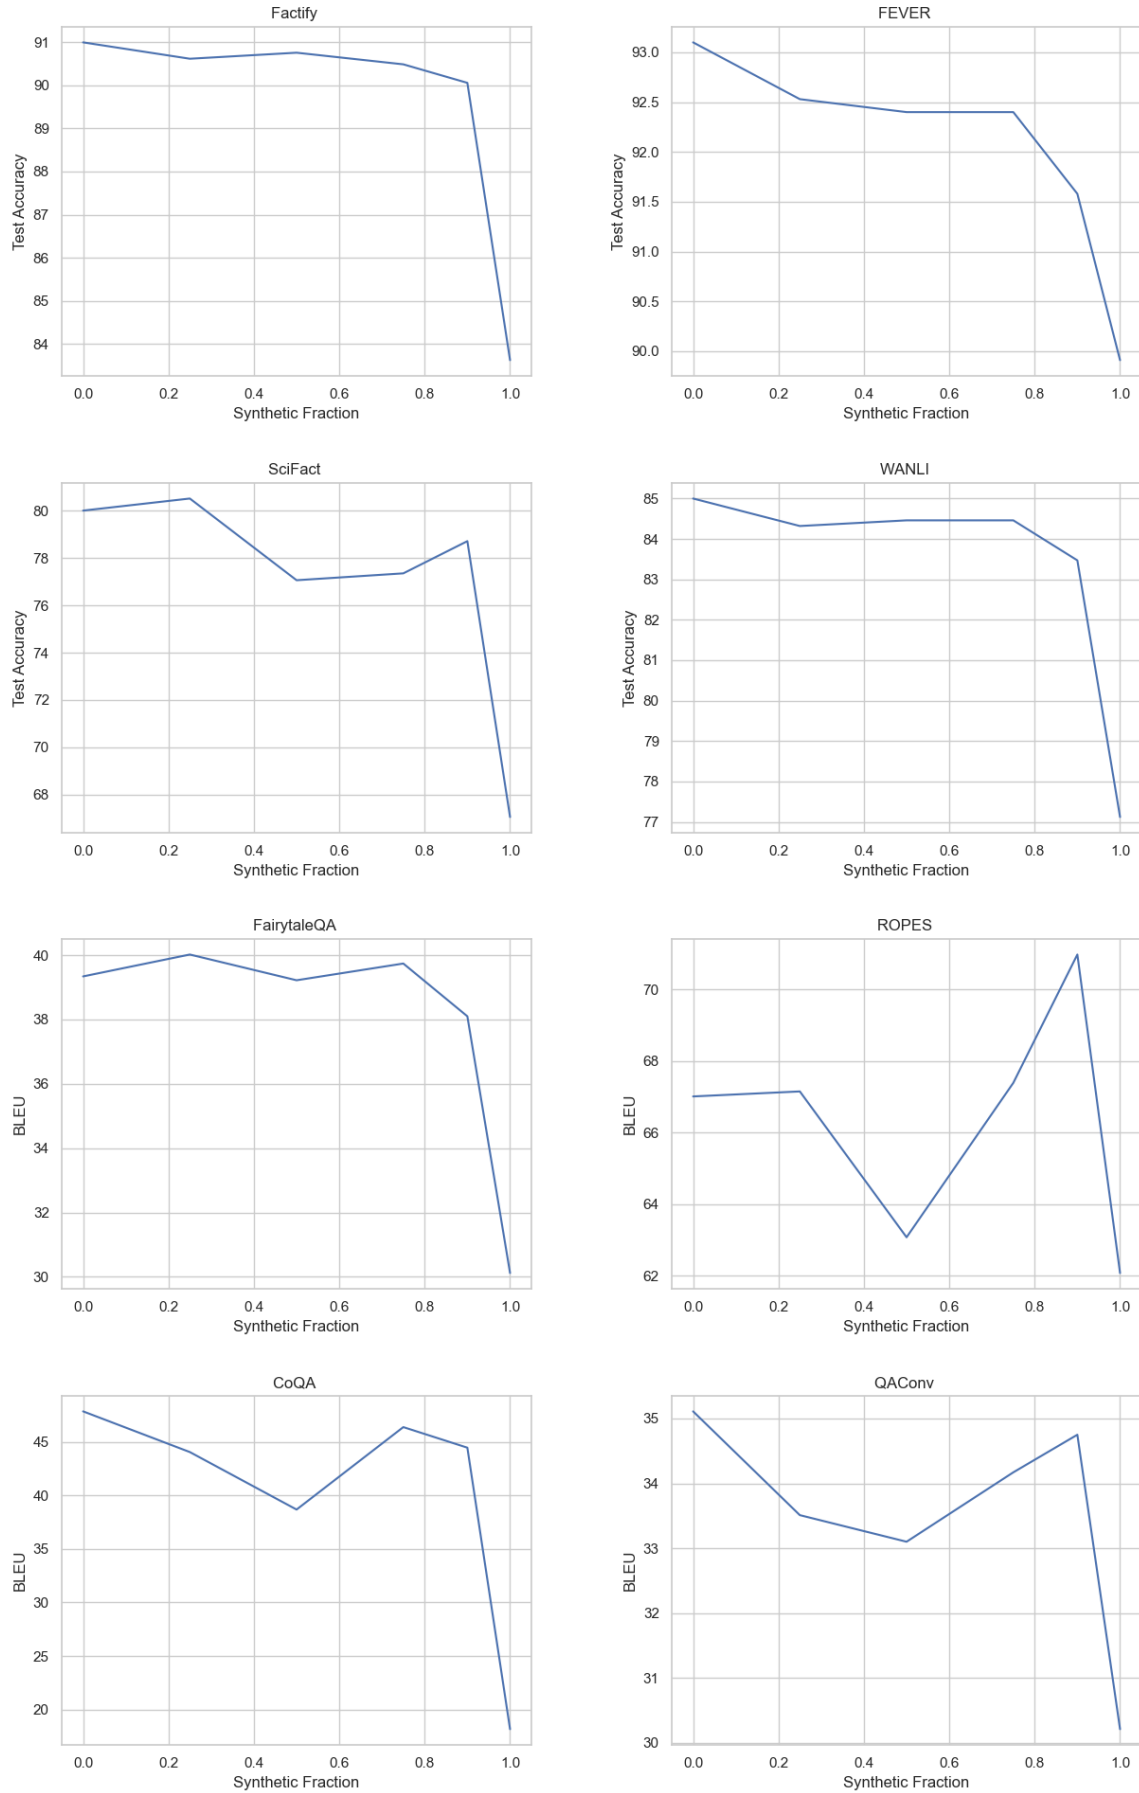 Factify
91
90
89
88
87
86
85
84
Test Accuracy
0.0 0.2 0.4 0.6 0.8 1.0
Synthetic Fraction
FEVER
93.0
92.5
92.0
91.5
91.0
90.5
90.0
Test Accuracy
0.0 0.2 0.4 0.6 0.8 1.0
Synthetic Fraction
SciFact
80
78
76
74
72
70
68
Test Accuracy
0.0 0.2 0.4 0.6 0.8 1.0
Synthetic Fraction
WANLI
85
84
83
82
81
80
79
78
77
Test Accuracy
0.0 0.2 0.4 0.6 0.8 1.0
Synthetic Fraction
FairytaleQA
40
38
36
34
32
30
BLEU
0.0 0.2 0.4 0.6 0.8 1.0
Synthetic Fraction
ROPES
70
68
66
64
62
BLEU
0.0 0.2 0.4 0.6 0.8 1.0
Synthetic Fraction
CoQA
45
40
35
30
25
20
BLEU
0.0 0.2 0.4 0.6 0.8 1.0
Synthetic Fraction
QAConv
35
34
33
32
31
30
BLEU
0.0 0.2 0.4 0.6 0.8 1.0
Synthetic Fraction